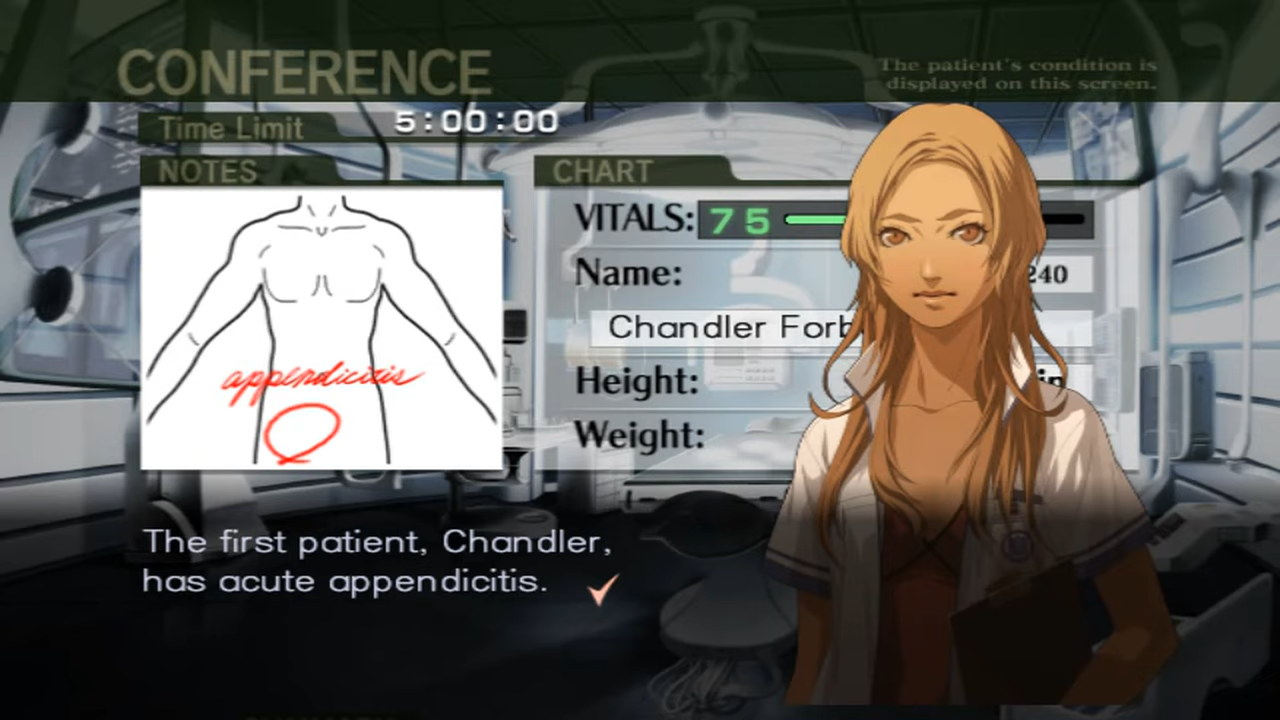 CONFERENCE
The patient's condition is
displayed on this screen.
Time Limit 5:00:00
NOTES
CHART
appendicitis
VITALS: 75
Name: 240
Chandler Forb
Height: in
Weight:
The first patient, Chandler,
has acute appendicitis.